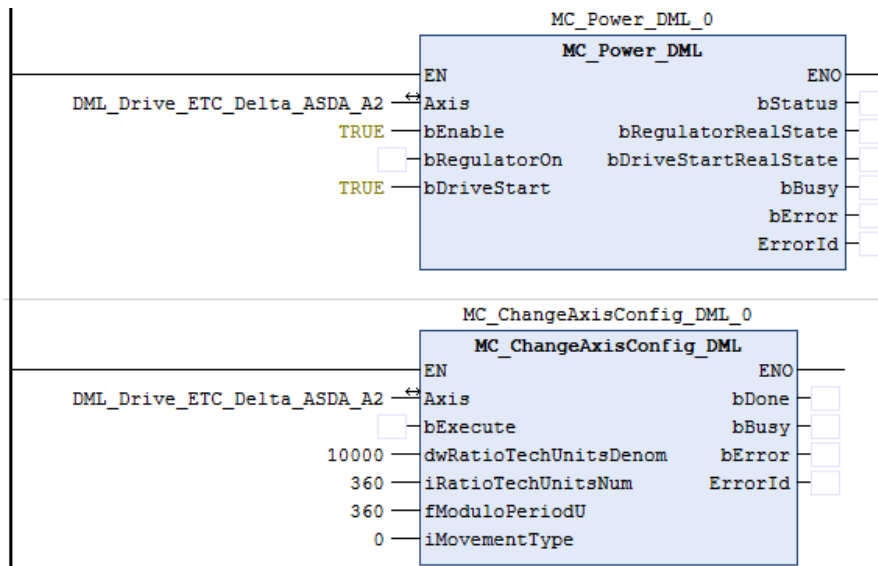 MC_Power_DML_0
MC_Power_DML
EN ENO
DML_Drive_ETC_Delta_ASDA_A2 Axis bStatus
TRUE bEnable bRegulatorRealState
bRegulatorOn bDriveStartRealState
TRUE bDriveStart bBusy
bError
ErrorId
MC_ChangeAxisConfig_DML_0
MC_ChangeAxisConfig_DML
EN ENO
DML_Drive_ETC_Delta_ASDA_A2 Axis bDone
bExecute bBusy
10000 dwRatioTechUnitsDenom bError
360 iRatioTechUnitsNum ErrorId
360 fModuloPeriodU
0 iMovementType